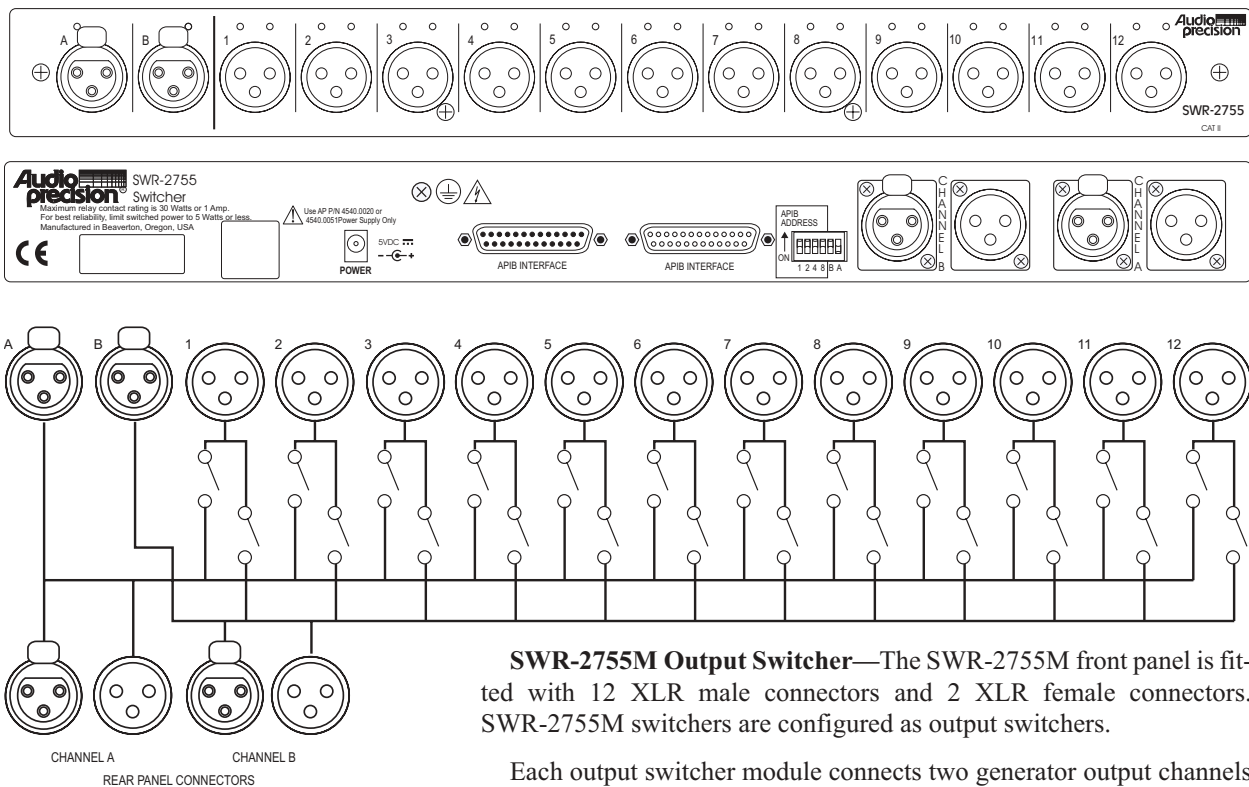 A B 1 2 3 4 5 6 7 8 9 10 11 12
Audio precision
SWR-2755
CAT II
Audio precision®
SWR-2755
Switcher
Maximum relay contact rating is 30 Watts or 1 Amp.
For best reliability, limit switched power to 5 Watts or less.
Manufactured in Beaverton, Oregon, USA
CE
Use AP P/N 4540.0020 or
4540.0051Power Supply Only
5VDC
- +
POWER
APIB INTERFACE
APIB INTERFACE
APIB
ADDRESS
ON
1 2 4 8 B A
CHANNEL B
CHANNEL A
A B 1 2 3 4 5 6 7 8 9 10 11 12
CHANNEL A CHANNEL B
REAR PANEL CONNECTORS
SWR-2755M Output Switcher—The SWR-2755M front panel is fit-
ted with 12 XLR male connectors and 2 XLR female connectors.
SWR-2755M switchers are configured as output switchers.
Each output switcher module connects two generator output channels